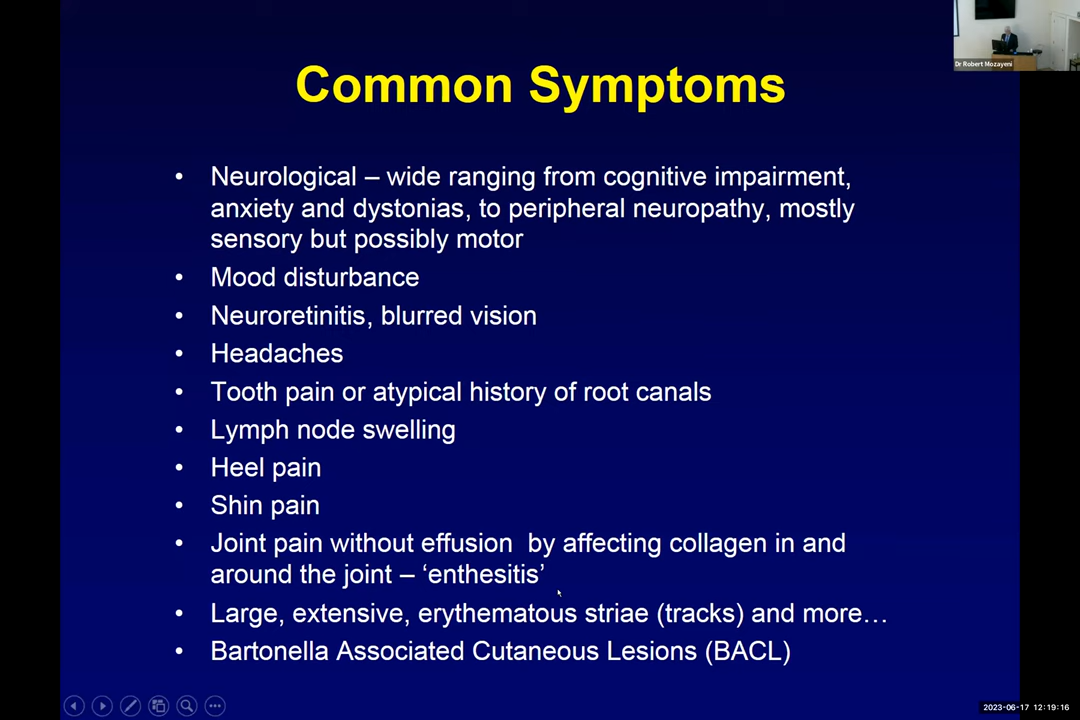 Dr Robert Mozayeni
Common Symptoms
• Neurological – wide ranging from cognitive impairment,
anxiety and dystonias, to peripheral neuropathy, mostly
sensory but possibly motor
• Mood disturbance
• Neuroretinitis, blurred vision
• Headaches
• Tooth pain or atypical history of root canals
• Lymph node swelling
• Heel pain
• Shin pain
• Joint pain without effusion  by affecting collagen in and
around the joint – ‘enthesitis’
• Large, extensive, erythematous striae (tracks) and more…
• Bartonella Associated Cutaneous Lesions (BACL)
2023-06-17 12:19:16